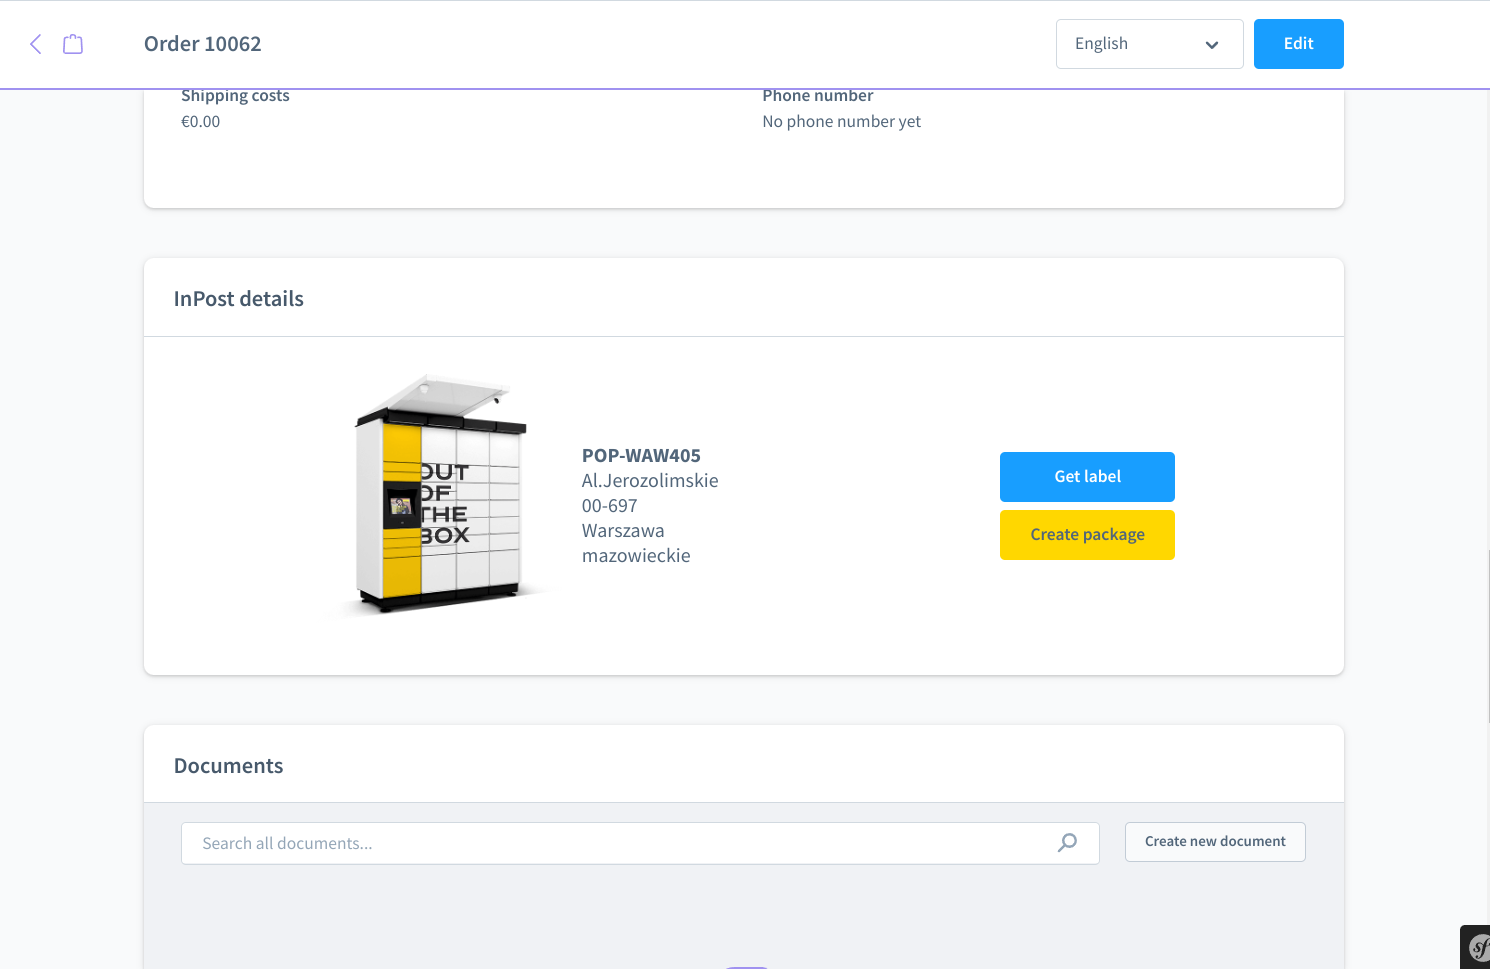 Order 10062
English
Edit
Shipping costs
€0.00
Phone number
No phone number yet
InPost details
OUT
OF
THE
BOX
POP-WAW405
Al.Jerozolimskie
00-697
Warszawa
mazowieckie
Get label
Create package
Documents
Search all documents...
Create new document
sf